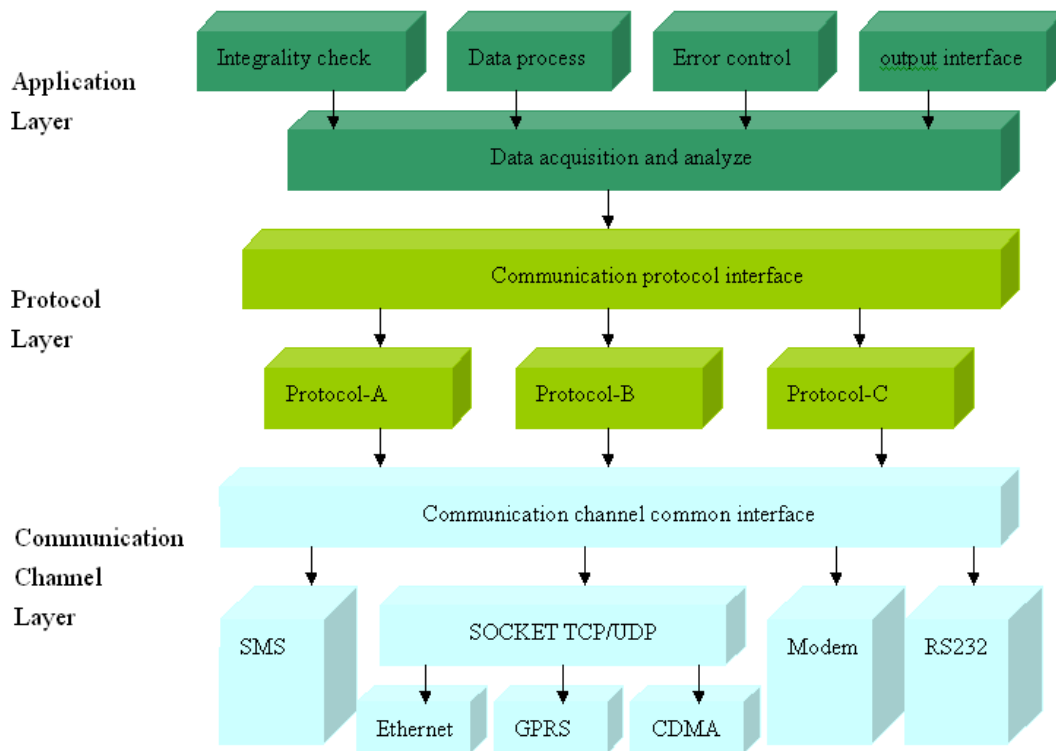 Integrality check
Data process
Error control
output interface
Application
Layer
Data acquisition and analyze
Communication protocol interface
Protocol
Layer
Protocol-A
Protocol-B
Protocol-C
Communication channel common interface
Communication
Channel
Layer
SMS
SOCKET TCP/UDP
Modem
RS232
Ethernet
GPRS
CDMA